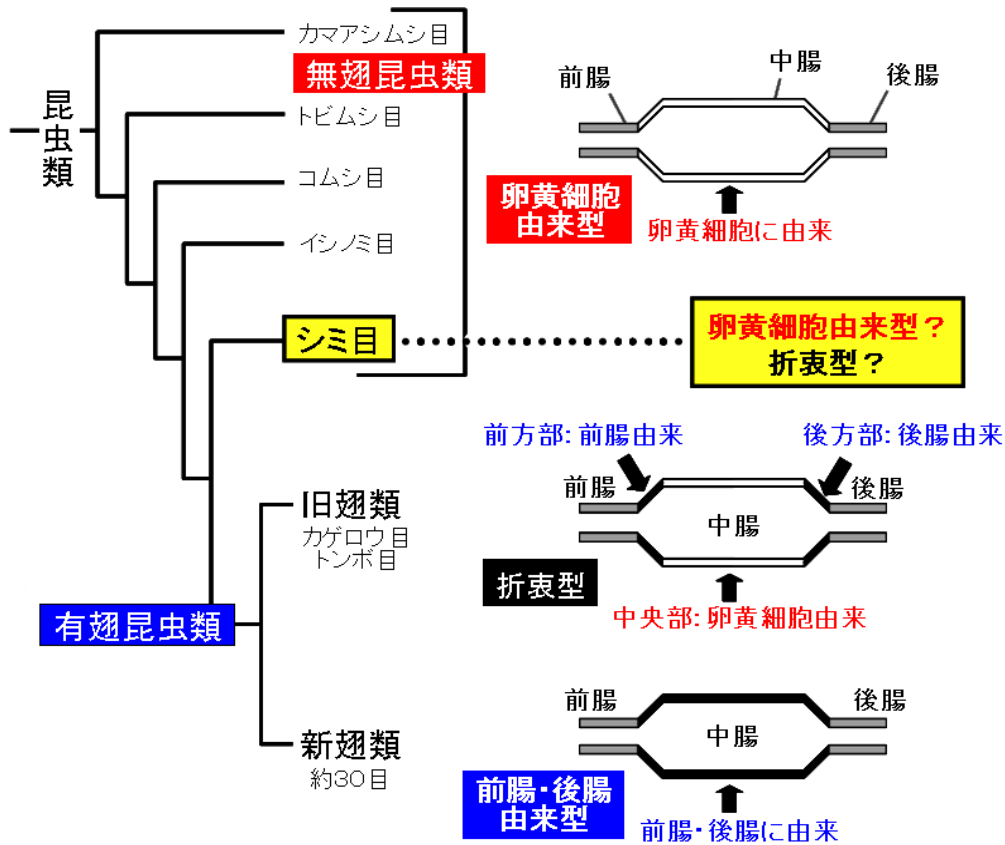 カマアシムシ目
無翅昆虫類
昆虫類
トビムシ目
コムシ目
イシノミ目
シミ目
有翅昆虫類
旧翅類
カゲロウ目
トンボ目
新翅類
約30目
前腸
中腸
後腸
卵黄細胞
由来型
卵黄細胞に由来
卵黄細胞由来型？
折衷型？
前方部：前腸由来
後方部：後腸由来
前腸
後腸
中腸
折衷型
中央部：卵黄細胞由来
前腸
後腸
中腸
前腸・後腸
由来型
前腸・後腸に由来